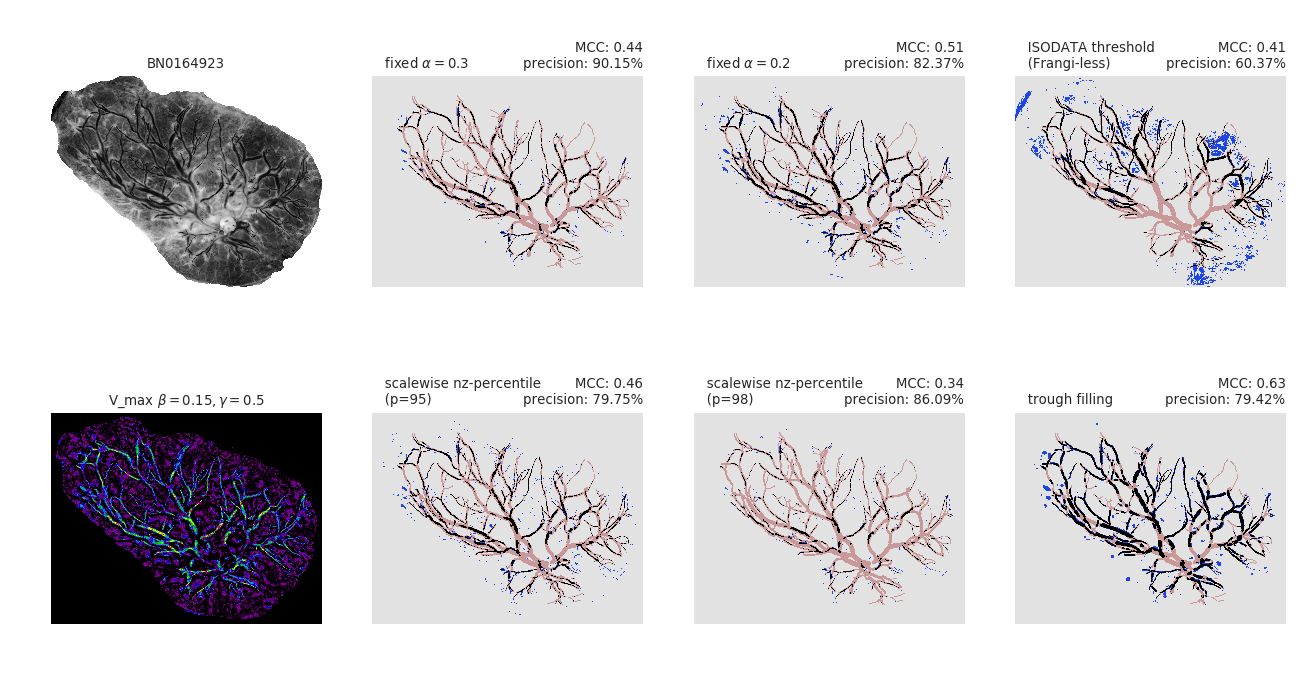 BN0164923
fixed α = 0.3
MCC: 0.44
precision: 90.15%
fixed α = 0.2
MCC: 0.51
precision: 82.37%
ISODATA threshold
(Frangi-less)
MCC: 0.41
precision: 60.37%
V_max β = 0.15, γ = 0.5
scalewise nz-percentile
(p=95)
MCC: 0.46
precision: 79.75%
scalewise nz-percentile
(p=98)
MCC: 0.34
precision: 86.09%
trough filling
MCC: 0.63
precision: 79.42%